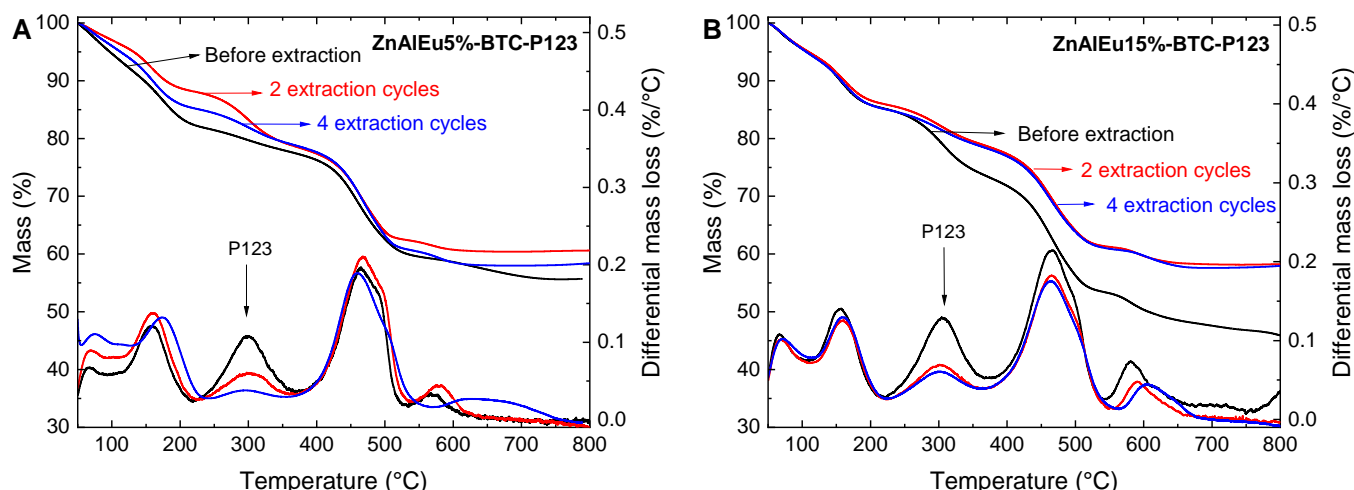 A
ZnAlEu5%-BTC-P123
Before extraction
2 extraction cycles
4 extraction cycles
P123
Mass (%)
100
90
80
70
60
50
40
30
0.5
0.4
0.3
0.2
0.1
0.0
Differential mass loss (%/°C)
100 200 300 400 500 600 700 800
Temperature (°C)
B
ZnAlEu15%-BTC-P123
Before extraction
2 extraction cycles
4 extraction cycles
P123
Mass (%)
100
90
80
70
60
50
40
30
0.5
0.4
0.3
0.2
0.1
0.0
Differential mass loss (%/°C)
100 200 300 400 500 600 700 800
Temperature (°C)